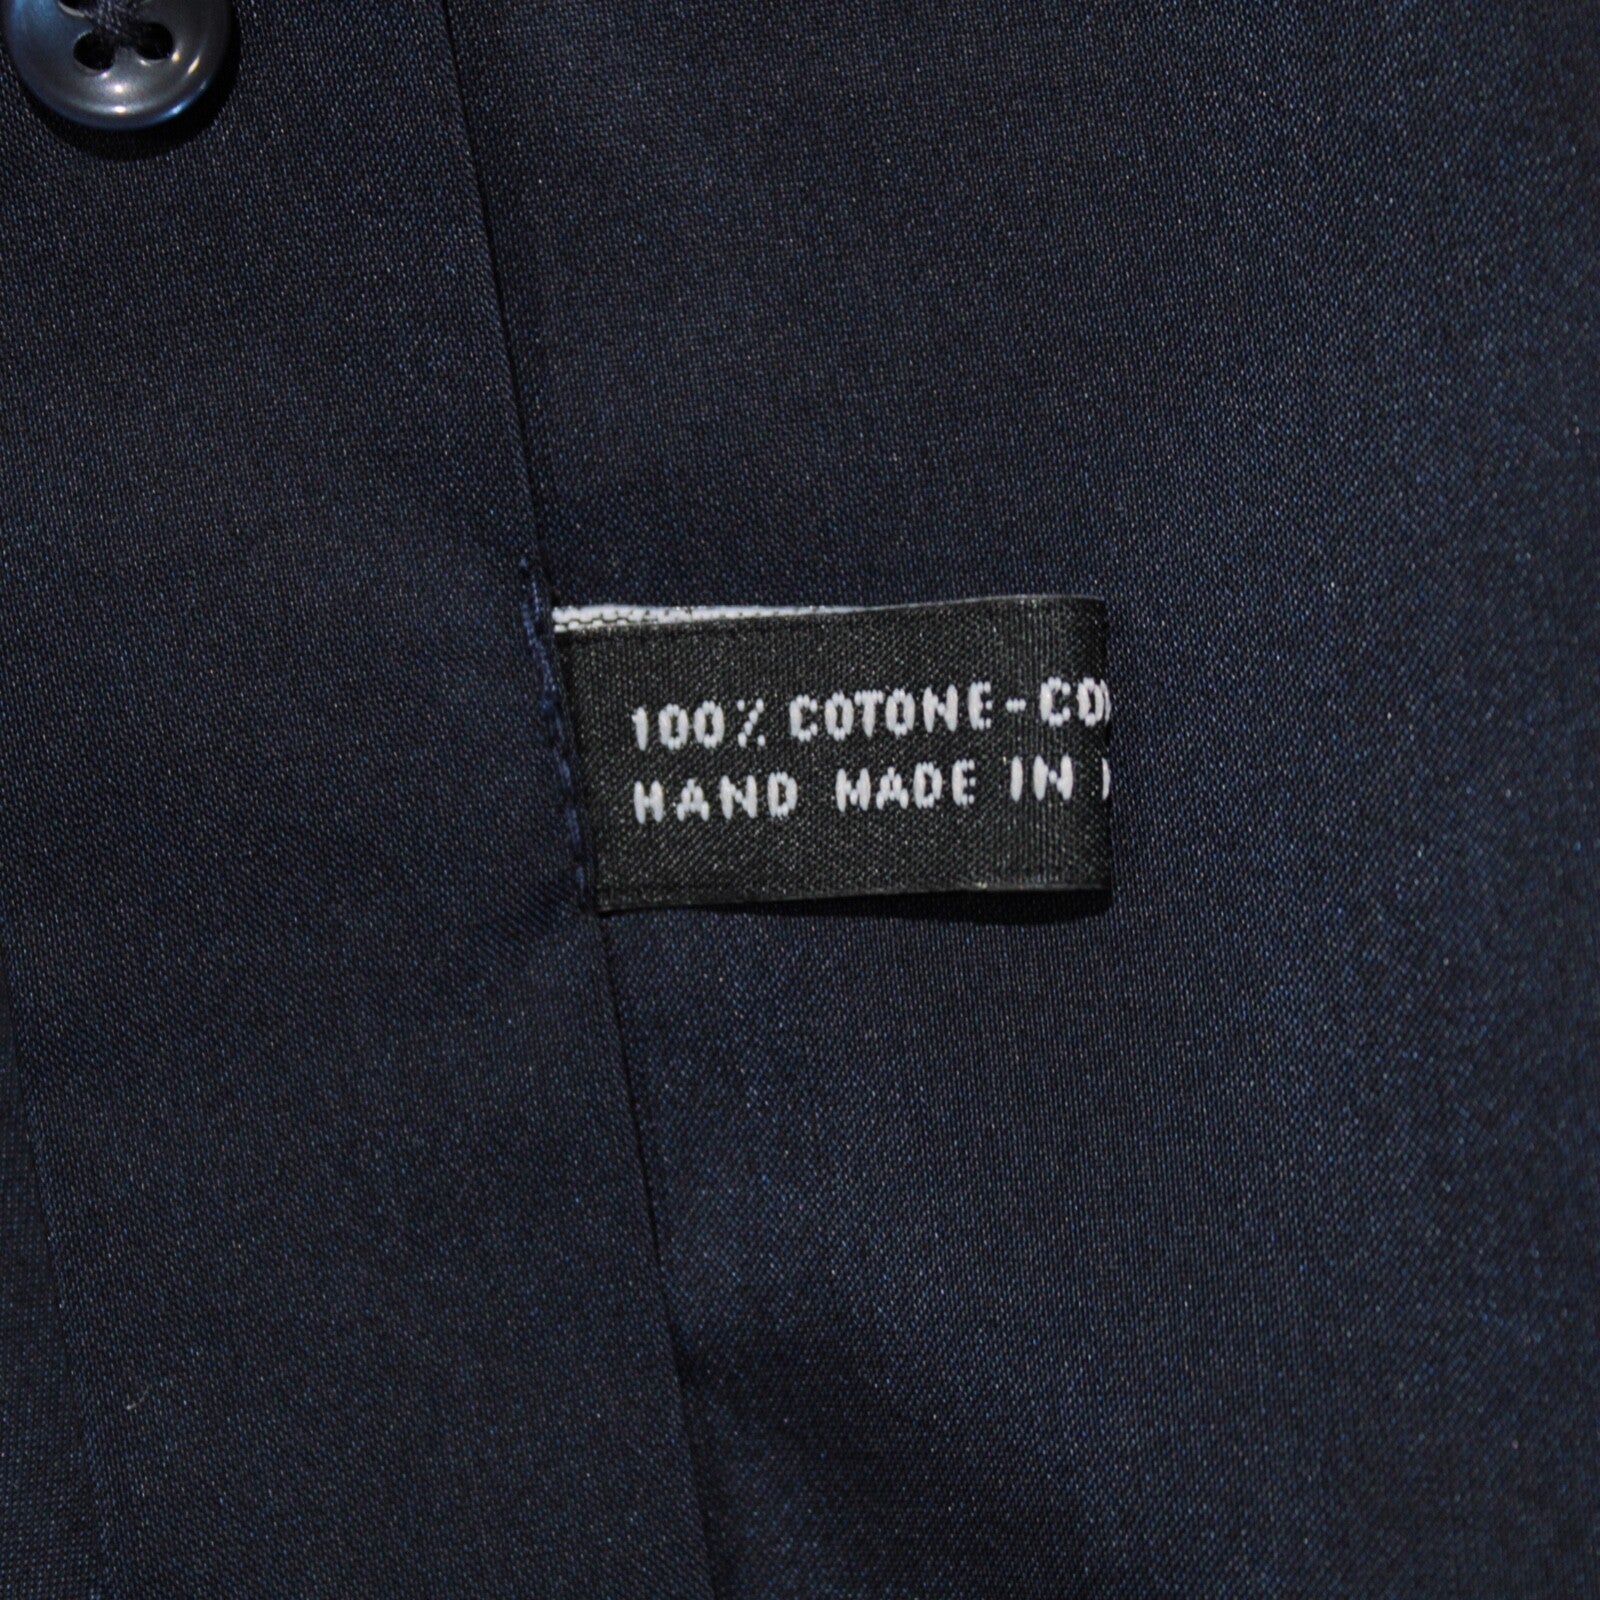 100% COTONE-CO
HAND MADE IN